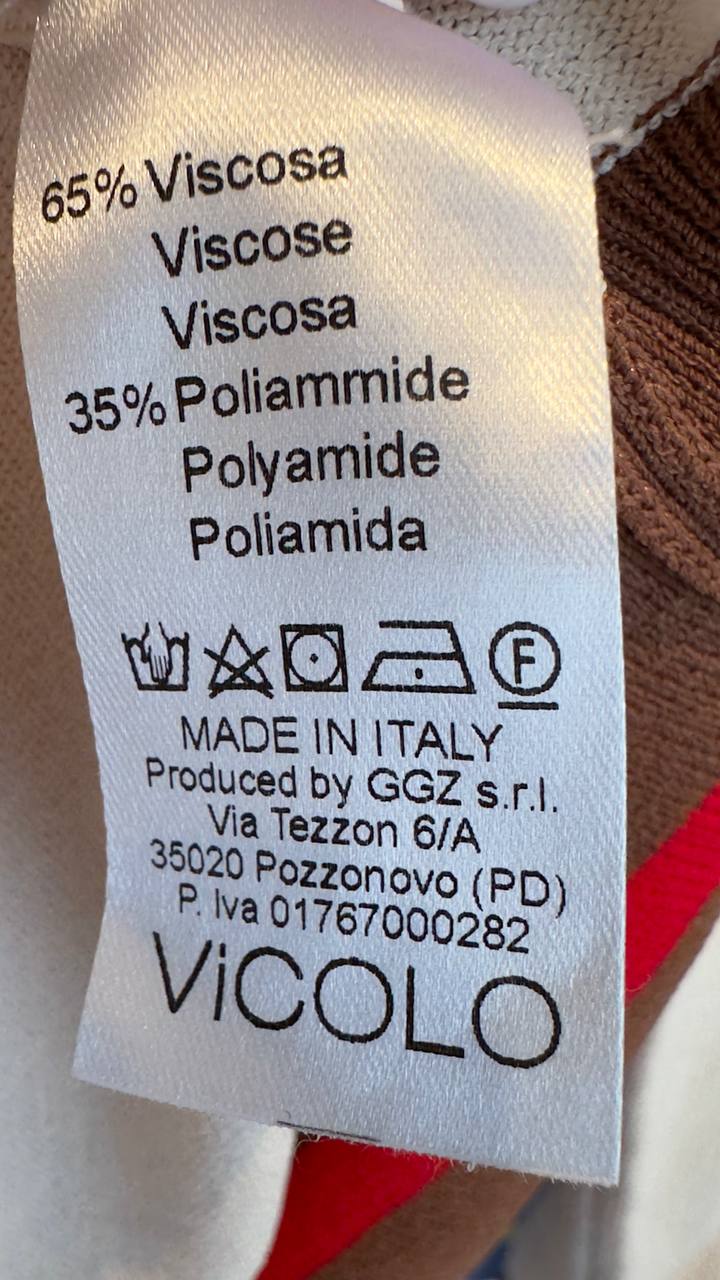 65% Viscosa
Viscose
Viscosa
35% Poliammide
Polyamide
Poliamida
F
MADE IN ITALY
Produced by GGZ s.r.l.
Via Tezzon 6/A
35020 Pozzonovo (PD)
P. Iva 01767000282
ViCOLO